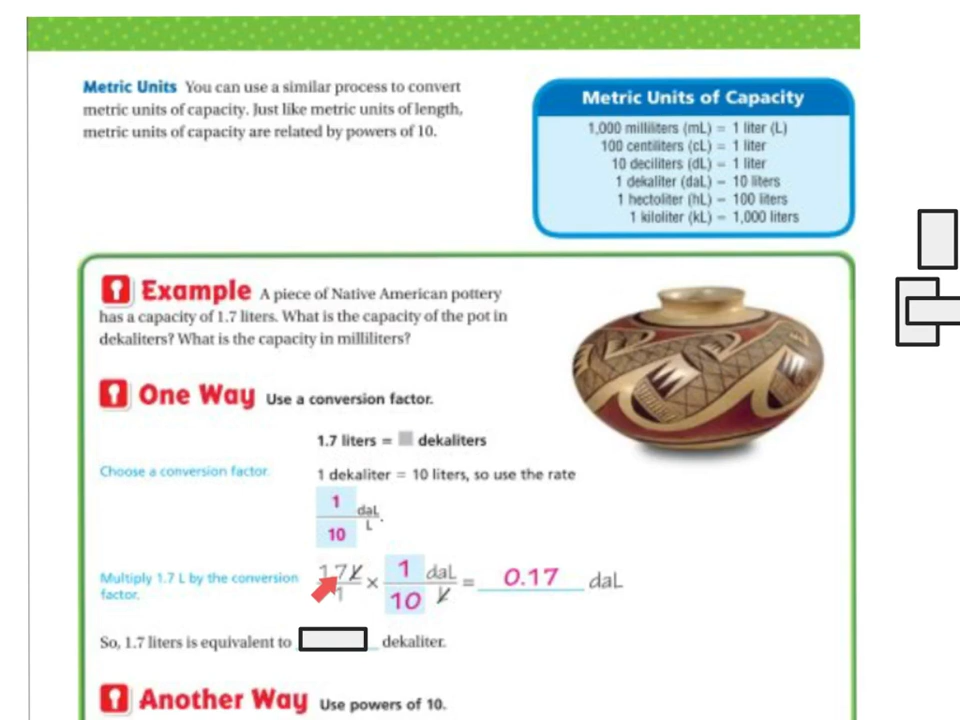 Metric Units You can use a similar process to convert
metric units of capacity. Just like metric units of length,
metric units of capacity are related by powers of 10.
Metric Units of Capacity
1,000 milliliters (mL) = 1 liter (L)
100 centiliters (cL) = 1 liter
10 deciliters (dL) = 1 liter
1 dekaliter (daL) = 10 liters
1 hectoliter (hL) = 100 liters
1 kiloliter (kL) = 1,000 liters
Example A piece of Native American pottery
has a capacity of 1.7 liters. What is the capacity of the pot in
dekaliters? What is the capacity in milliliters?
One Way Use a conversion factor.
1.7 liters = dekaliters
Choose a conversion factor.
1 dekaliter = 10 liters, so use the rate
1 daL
10 L.
Multiply 1.7 L by the conversion
factor.
1.7 L × 1 daL = 0.17 daL
1 10 L
So, 1.7 liters is equivalent to dekaliter.
Another Way Use powers of 10.